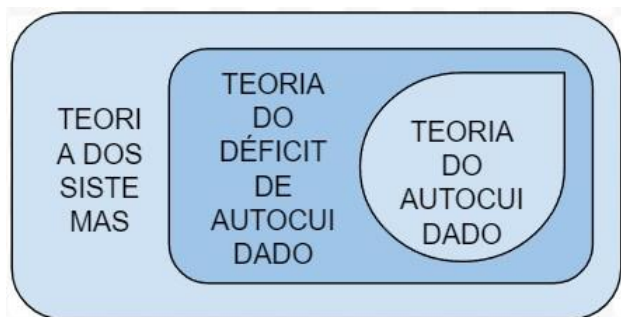 TEORI
A DOS
SISTE
MAS
TEORIA
DO
DÉFICIT
DE
AUTOCUI
DADO
TEORIA
DO
AUTOCUI
DADO